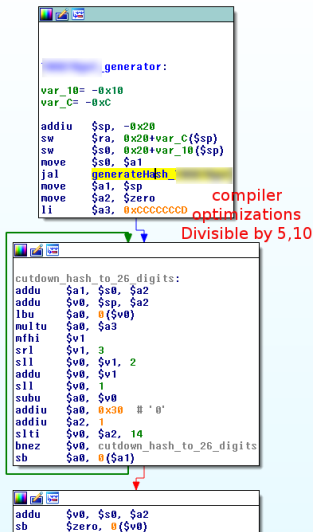 _generator:
var_10= -0x10
var_C= -0xC
addiu $sp, -0x20
sw $ra, 0x20+var_C($sp)
sw $s0, 0x20+var_10($sp)
move $s0, $a1
jal generateHash_
move $a1, $sp
move $a2, $zero
li $a3, 0xCCCCCCCD
compiler
optimizations
Divisible by 5,10
cutdown_hash_to_26_digits:
addu $a1, $s0, $a2
addu $v0, $sp, $a2
lbu $a0, 0($v0)
multu $a0, $a3
mfhi $v1
srl $v1, 3
sll $v0, $v1, 2
addu $v0, $v1
sll $v0, 1
subu $a0, $v0
addiu $a0, 0x30 # '0'
addiu $a2, 1
slti $v0, $a2, 14
bnez $v0, cutdown_hash_to_26_digits
sb $a0, 0($a1)
addu $v0, $s0, $a2
sb $zero, 0($v0)